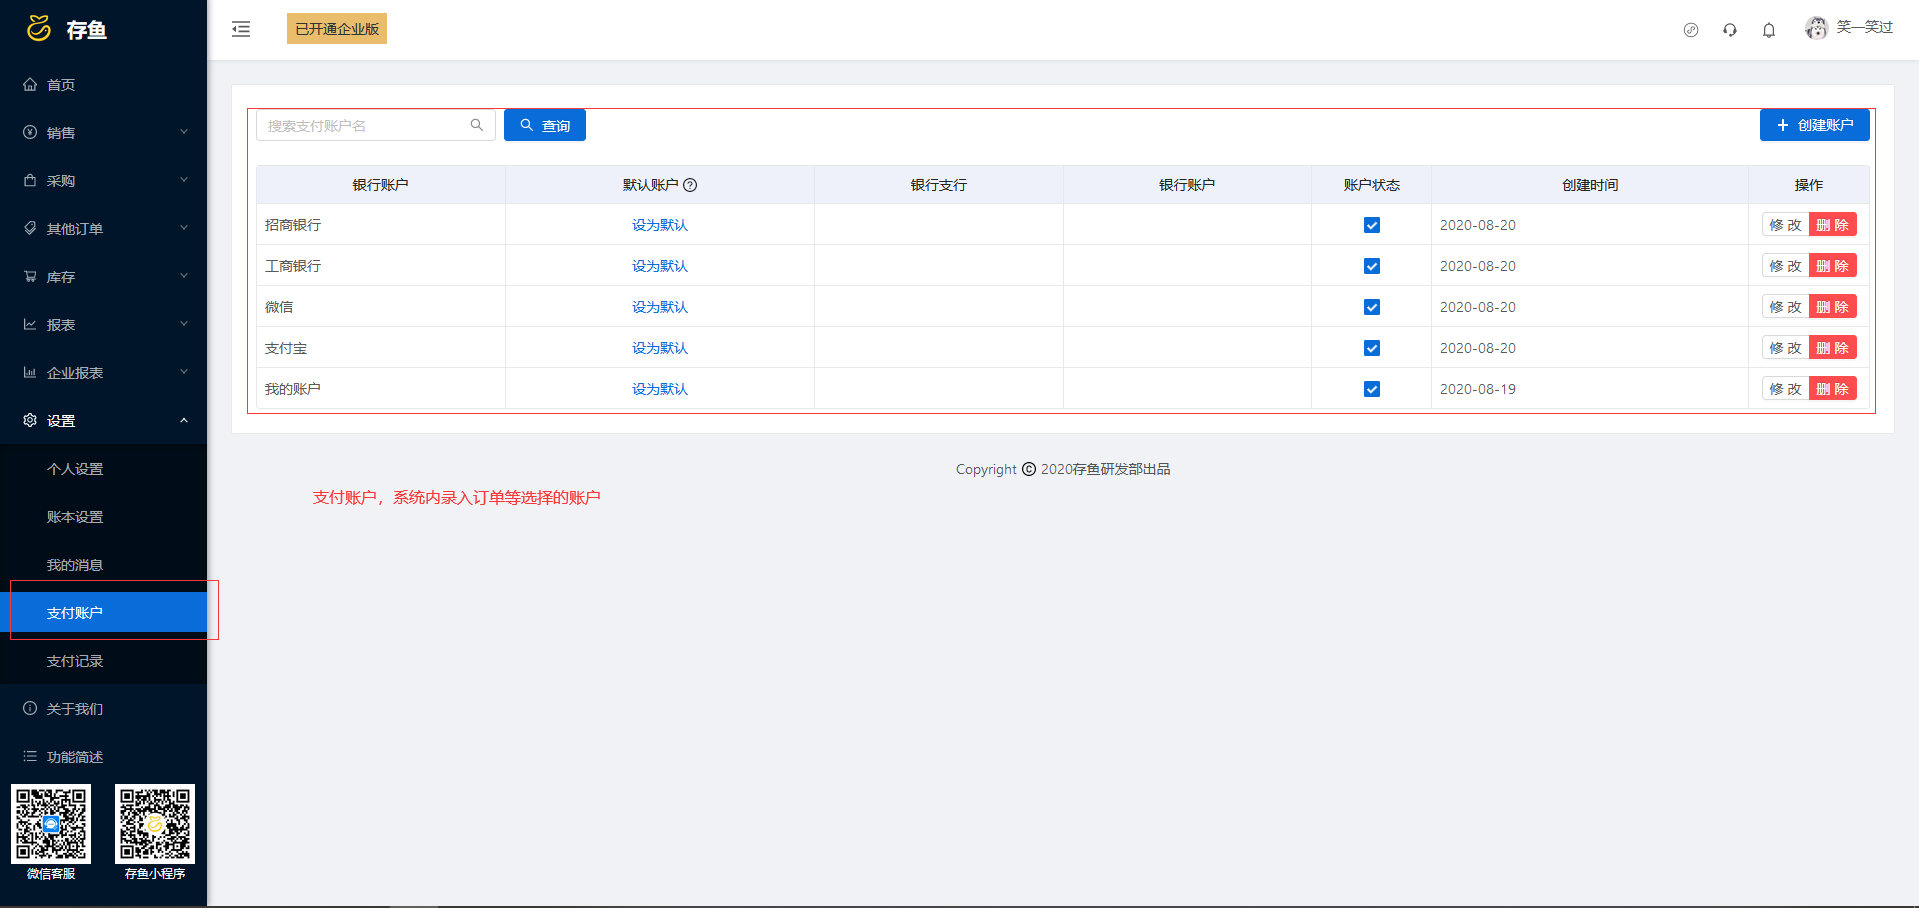 存鱼
已开通企业版
笑一笑过
首页
销售
采购
其他订单
库存
报表
企业报表
设置
个人设置
账本设置
我的消息
支付账户
支付记录
关于我们
功能简述
微信客服 存鱼小程序
搜索支付账户名 查询 创建账户
银行账户 默认账户 银行支行 银行账户 账户状态 创建时间 操作
招商银行 设为默认 2020-08-20 修 改 删 除
工商银行 设为默认 2020-08-20 修 改 删 除
微信 设为默认 2020-08-20 修 改 删 除
支付宝 设为默认 2020-08-20 修 改 删 除
我的账户 设为默认 2020-08-19 修 改 删 除
Copyright © 2020存鱼研发部出品
支付账户，系统内录入订单等选择的账户